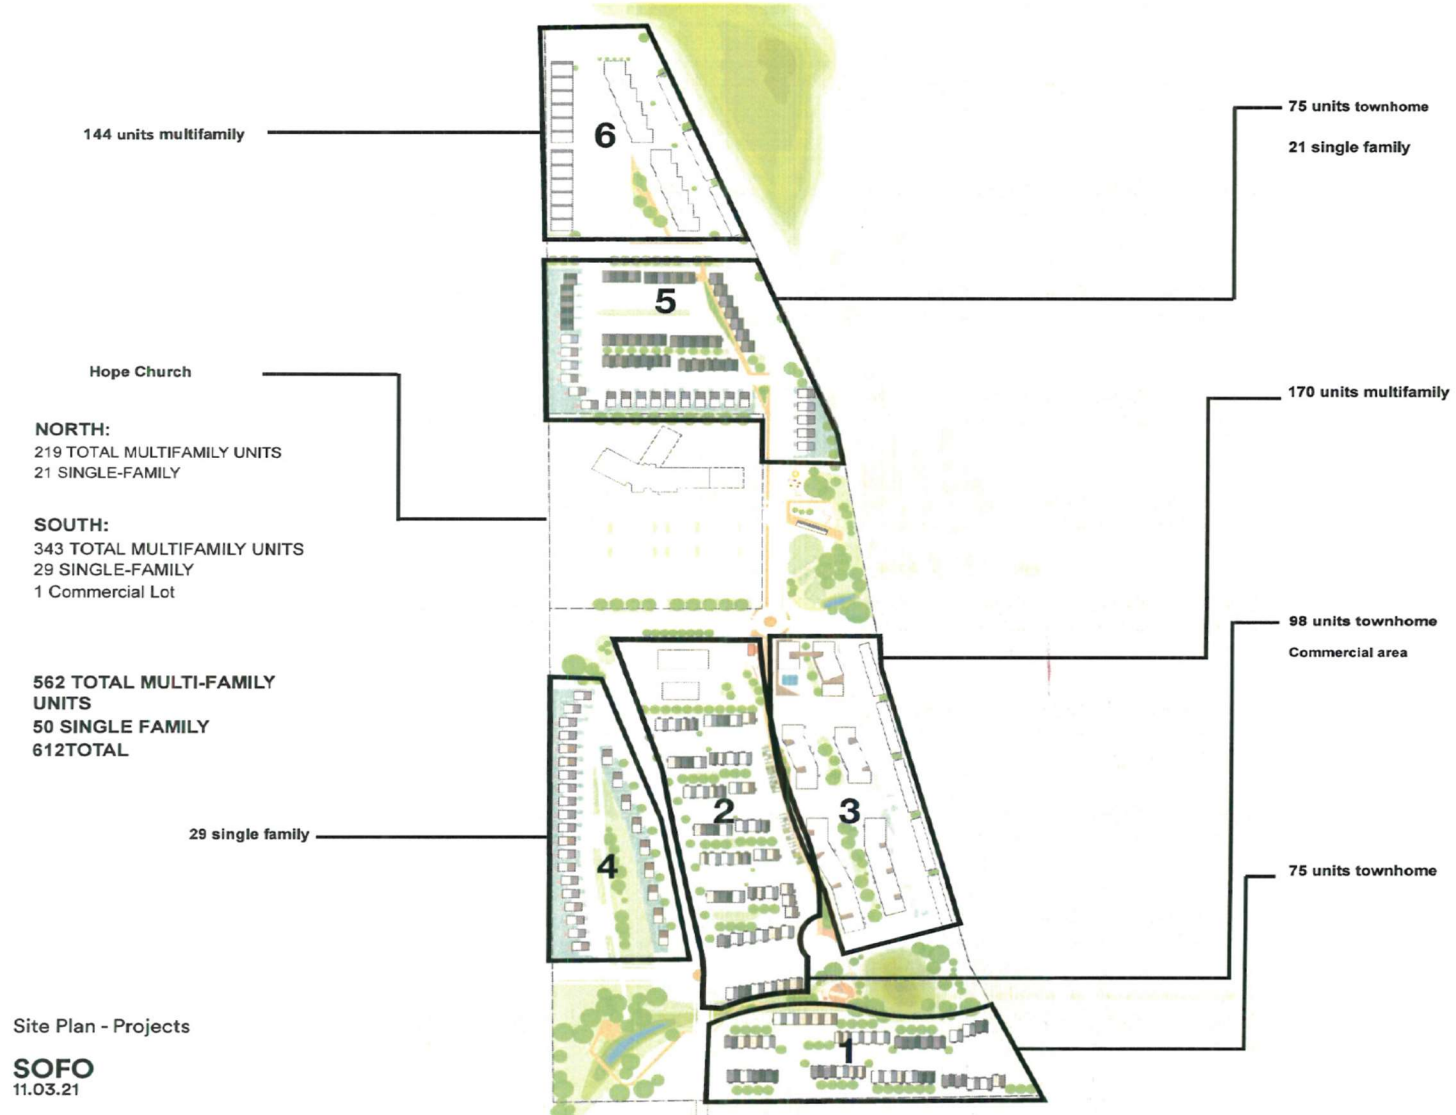 144 units multifamily
75 units townhome
21 single family
6
5
Hope Church
170 units multifamily
NORTH:
219 TOTAL MULTIFAMILY UNITS
21 SINGLE-FAMILY
SOUTH:
343 TOTAL MULTIFAMILY UNITS
29 SINGLE-FAMILY
1 Commercial Lot
98 units townhome
Commercial area
562 TOTAL MULTI-FAMILY
UNITS
50 SINGLE FAMILY
612TOTAL
2
3
4
29 single family
75 units townhome
1
Site Plan - Projects
SOFO
11.03.21